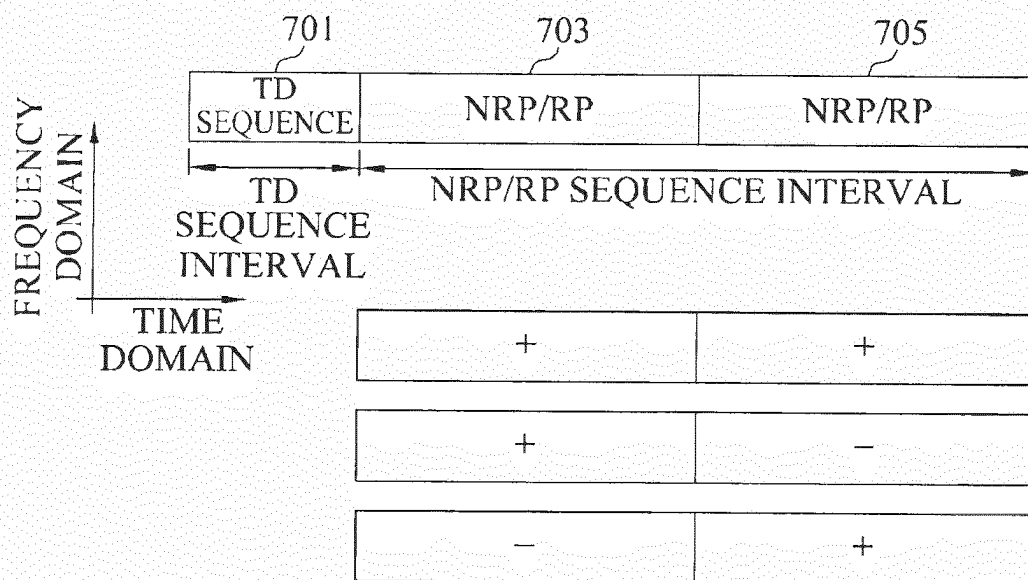 701
703
705
TD
SEQUENCE
NRP/RP
NRP/RP
FREQUENCY
DOMAIN
TD
SEQUENCE
INTERVAL
NRP/RP SEQUENCE INTERVAL
TIME
DOMAIN
+ +
+ −
− +